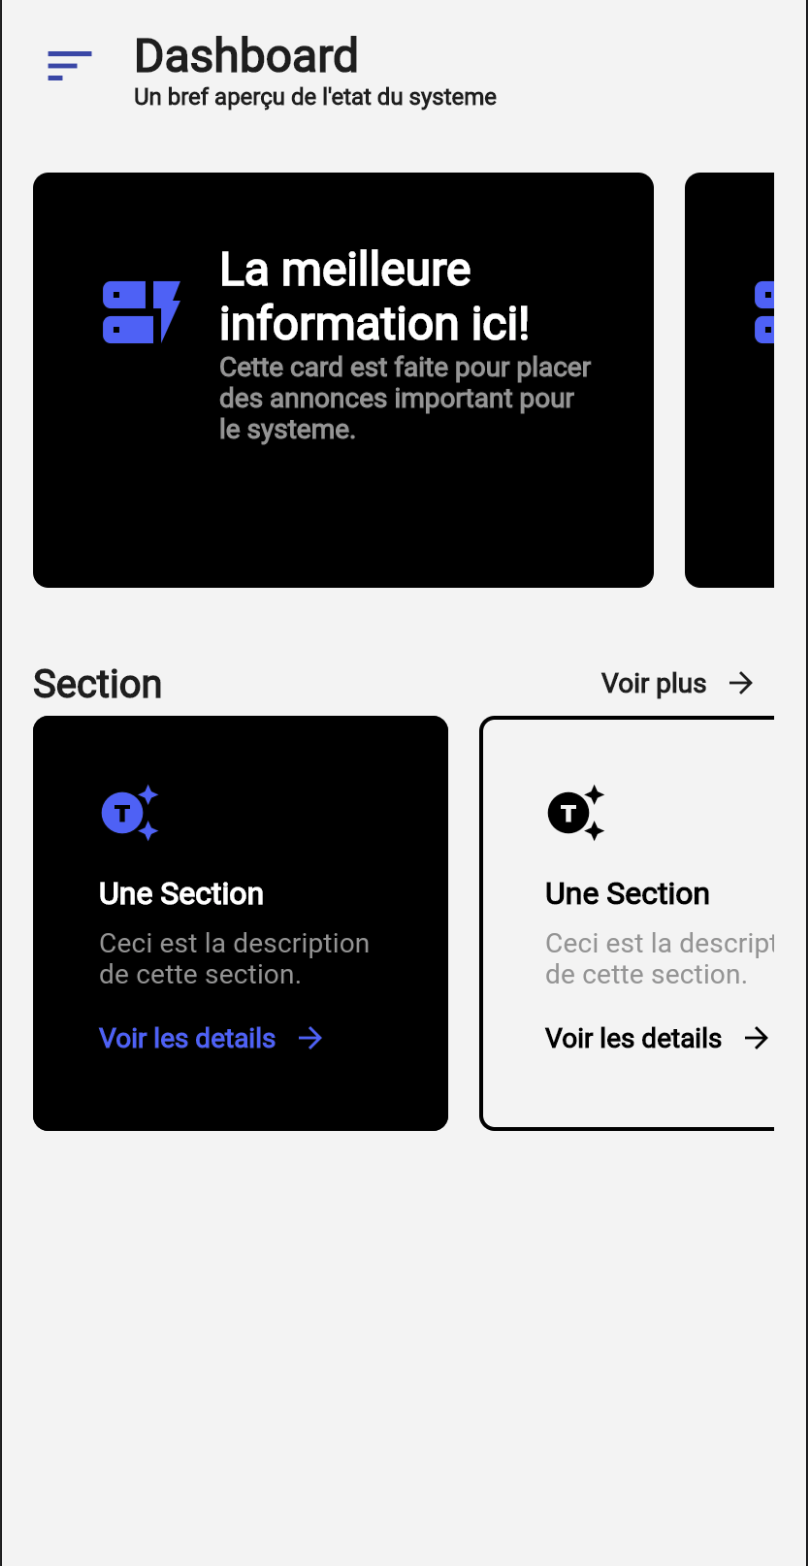 Dashboard
Un bref aperçu de l'etat du systeme
La meilleure
information ici!
Cette card est faite pour placer
des annonces important pour
le systeme.
Section
Voir plus
T
Une Section
Ceci est la description
de cette section.
Voir les details
T
Une Section
Ceci est la descript
de cette section.
Voir les details